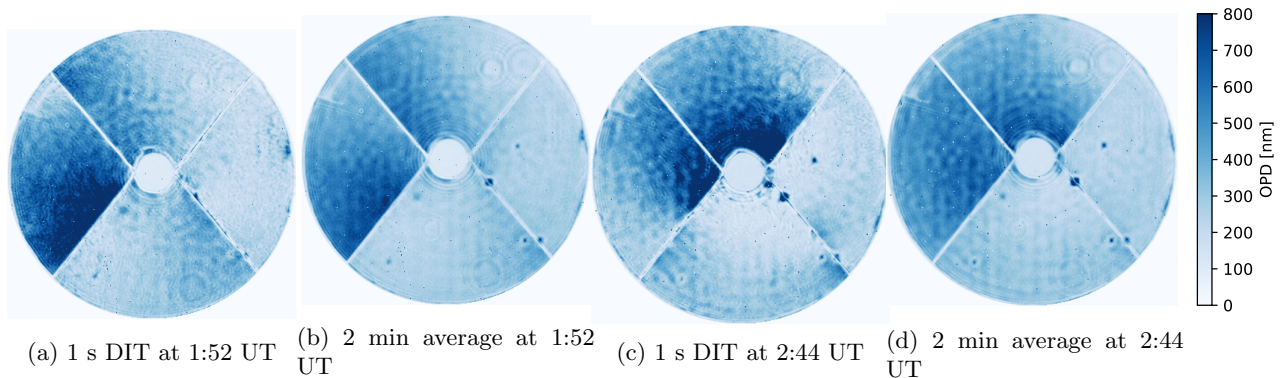 800
700
600
500
400
300
200
100
0
OPD [nm]
(a) 1 s DIT at 1:52 UT
(b) 2 min average at 1:52
UT
(c) 1 s DIT at 2:44 UT
(d) 2 min average at 2:44
UT